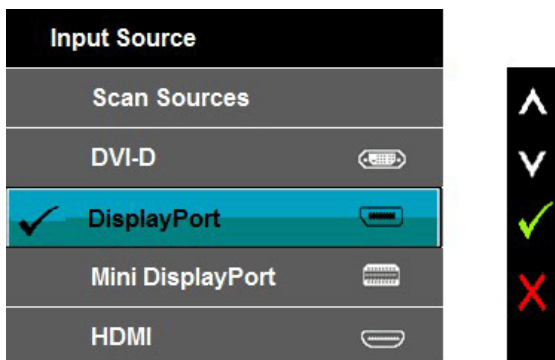 Input Source
Scan Sources
DVI-D
DisplayPort
Mini DisplayPort
HDMI